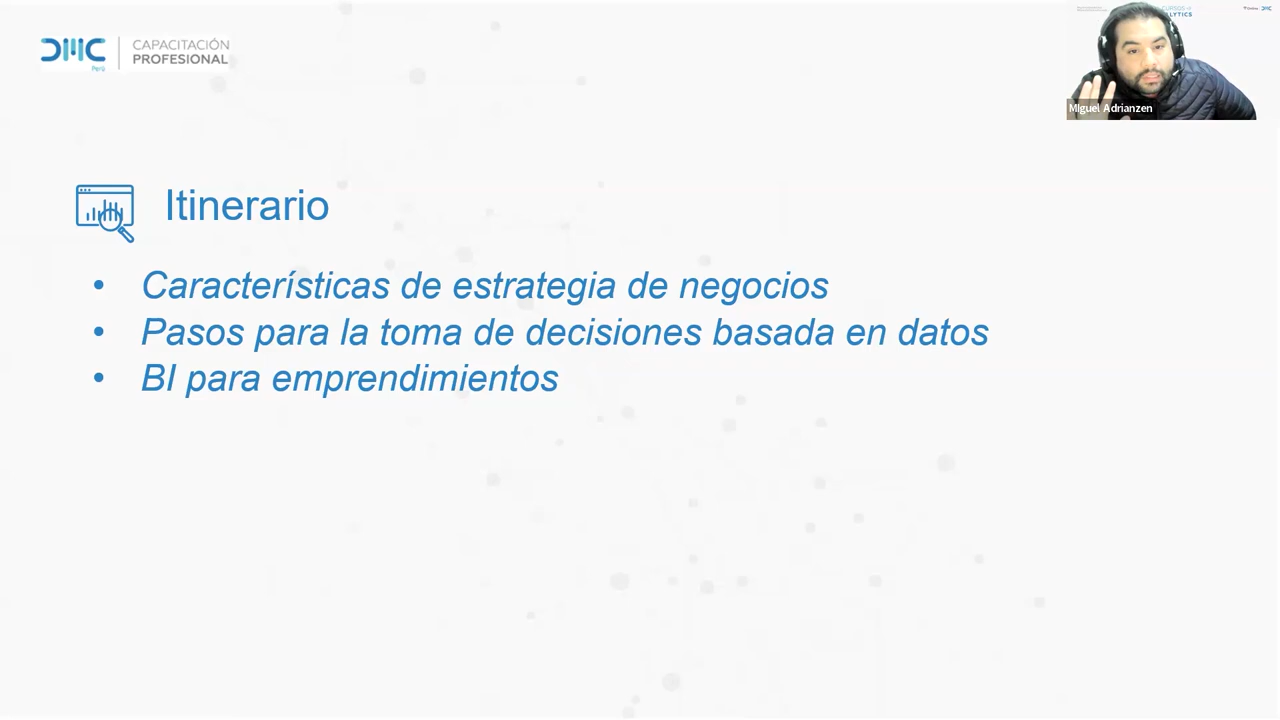 DMC
Perú
CAPACITACIÓN
PROFESIONAL
CURSOS
Miguel Adrianzen
Itinerario
• Características de estrategia de negocios
• Pasos para la toma de decisiones basada en datos
• BI para emprendimientos